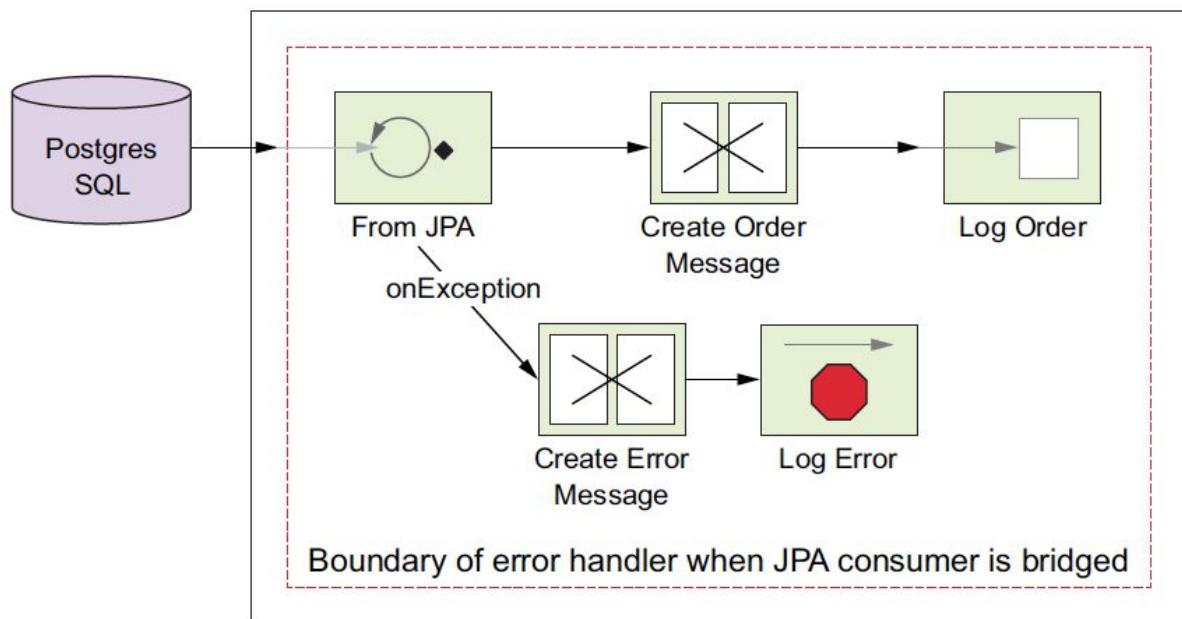 Postgres
SQL
From JPA
Create Order
Message
Log Order
onException
Create Error
Message
Log Error
Boundary of error handler when JPA consumer is bridged